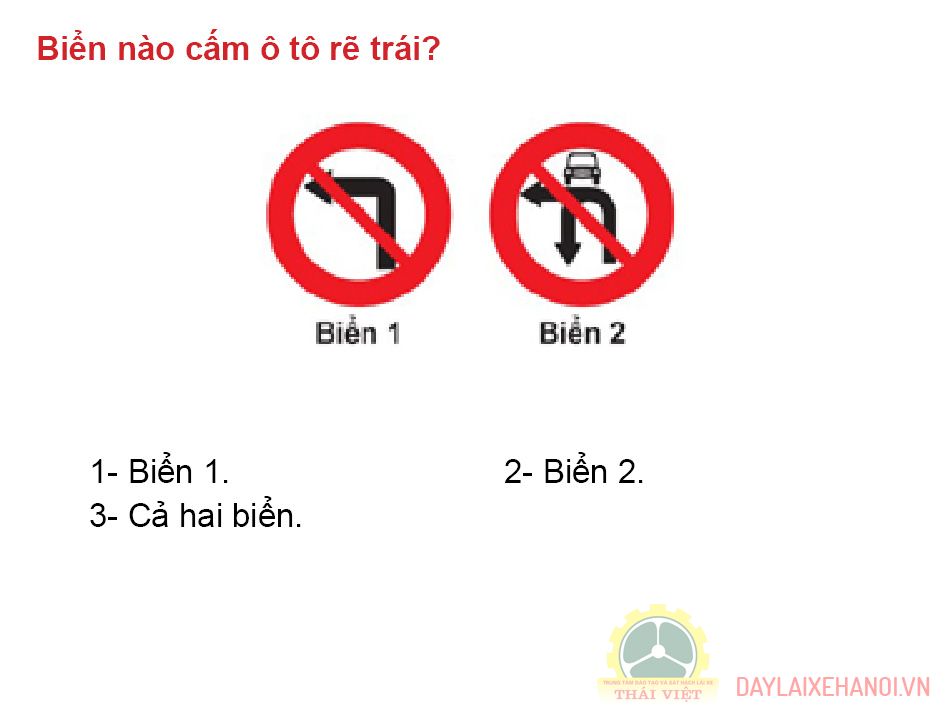 Biển nào cấm ô tô rẽ trái?
Biển 1
Biển 2
1- Biển 1.
2- Biển 2.
3- Cả hai biển.
TRUNG TÂM ĐÀO TẠO VÀ SÁT HẠCH LÁI XE
THÁI VIỆT
DAYLAIXEHANOI.VN